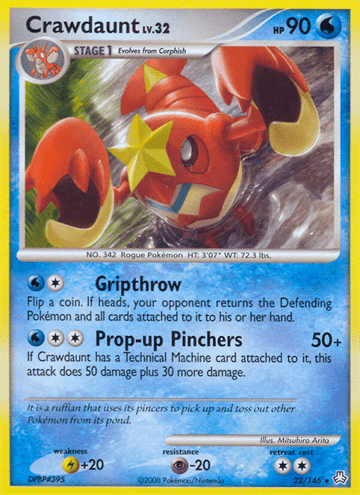 Crawdaunt LV.32 HP 90
STAGE 1 Evolves from Corphish
NO. 342 Rogue Pokémon HT: 3'07" WT: 72.3 lbs.
Gripthrow
Flip a coin. If heads, your opponent returns the Defending
Pokémon and all cards attached to it to his or her hand.
Prop-up Pinchers 50+
If Crawdaunt has a Technical Machine card attached to it, this
attack does 50 damage plus 30 more damage.
It is a ruffian that uses its pincers to pick up and toss out other
Pokémon from its pond.
Illus. Mitsuhiro Arita
weakness resistance retreat cost
+20 -20
DPBP#395 ©2008 Pokémon/Nintendo 22/146 ★